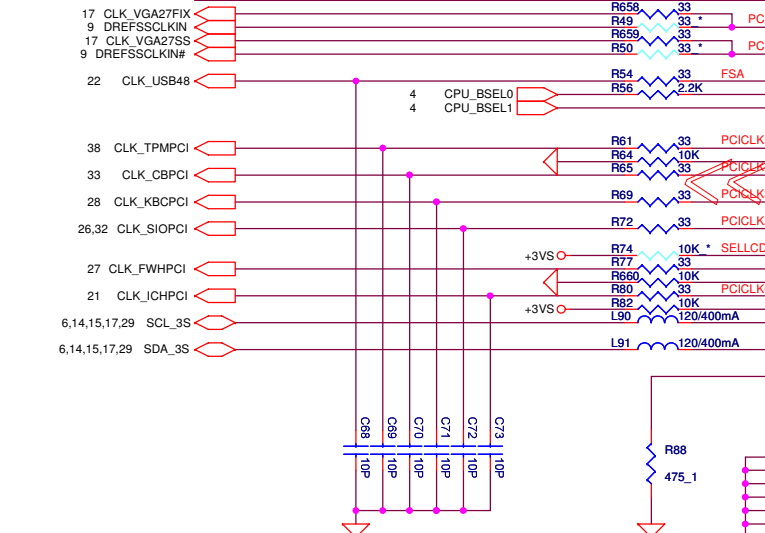 17 CLK_VGA27FIX R658 33
9 DREFSSCLKIN R49 33_* PC
17 CLK_VGA27SS R659 33
9 DREFSSCLKIN# R50 33_* PC
22 CLK_USB48 R54 33 FSA
4 CPU_BSEL0 R56 2.2K
4 CPU_BSEL1
38 CLK_TPMPCI R61 33 PCICLK
R64 10K
33 CLK_CBPCI R65 33 PCICLK
28 CLK_KBCPCI R69 33 PCICLK
26,32 CLK_SIOPCI R72 33 PCICLK
+3VS R74 10K_* SELLCD
27 CLK_FWHPCI R77 33
R660 10K
21 CLK_ICHPCI R80 33 PCICLK
+3VS R82 10K
6,14,15,17,29 SCL_3S L90 120/400mA
6,14,15,17,29 SDA_3S L91 120/400mA
C68 C69 C70 C71 C72 C73
10P 10P 10P 10P 10P 10P
R88
475_1